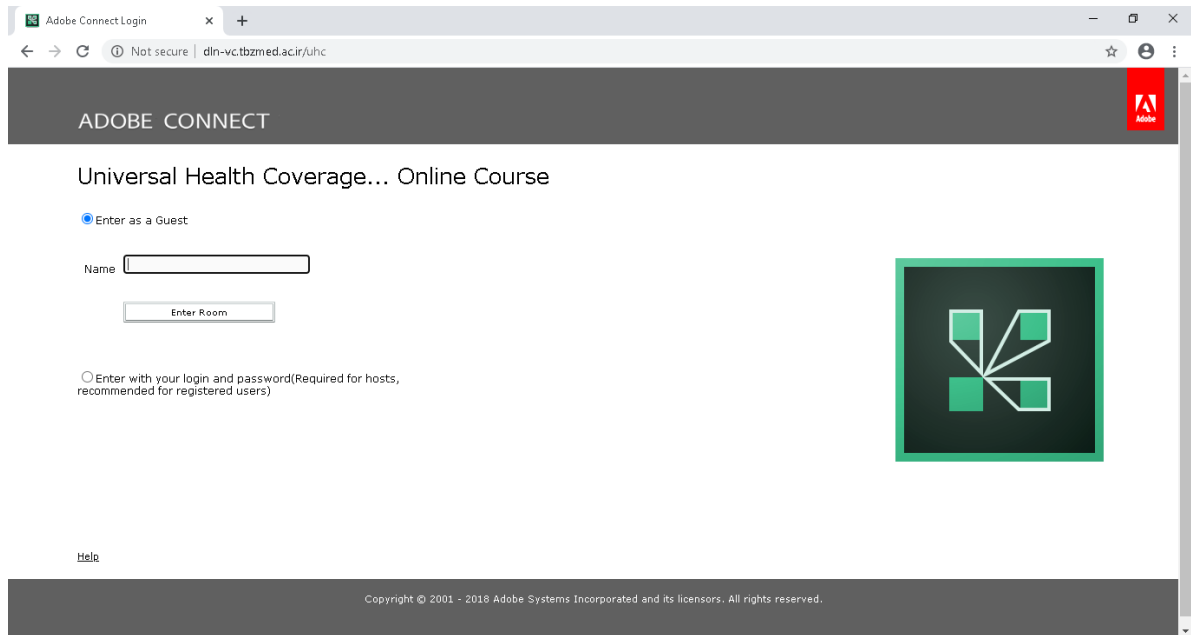 Adobe Connect Login
Not secure | dln-vc.tbzmed.ac.ir/uhc
ADOBE CONNECT
Adobe
Universal Health Coverage... Online Course
Enter as a Guest
Name
Enter Room
Enter with your login and password(Required for hosts,
recommended for registered users)
Help
Copyright © 2001 - 2018 Adobe Systems Incorporated and its licensors. All rights reserved.